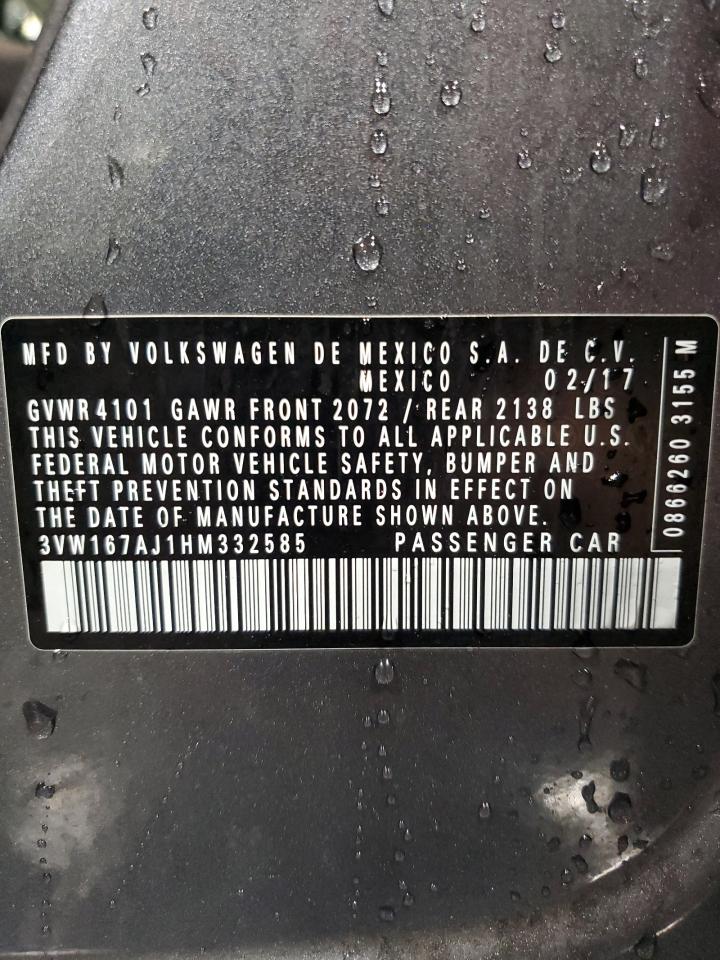 MFD BY VOLKSWAGEN DE MEXICO S.A. DE C.V.
MEXICO 02/17
GVWR 4101 GAWR FRONT 2072 / REAR 2138 LBS
THIS VEHICLE CONFORMS TO ALL APPLICABLE U.S.
FEDERAL MOTOR VEHICLE SAFETY, BUMPER AND
THEFT PREVENTION STANDARDS IN EFFECT ON
THE DATE OF MANUFACTURE SHOWN ABOVE.
3VW167AJ1HM332585 PASSENGER CAR
0866260 3155 M